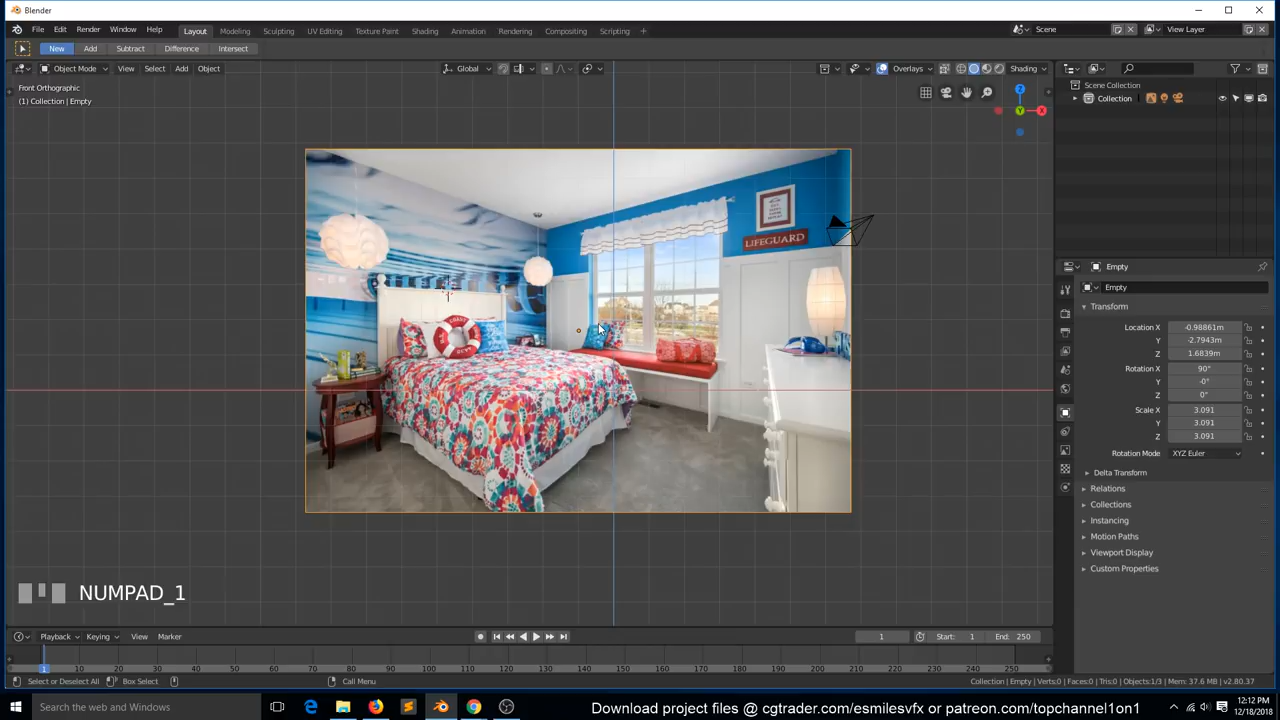 Blender
File Edit Render Window Help
Layout Modeling Sculpting UV Editing Texture Paint Shading Animation Rendering Compositing Scripting +
Scene
View Layer
New Add Subtract Difference Intersect
Object Mode View Select Add Object
Global
Overlays
Shading
Front Orthographic
(1) Collection | Empty
Z
Y
X
Scene Collection
Collection
LIFEGUARD
Empty
Empty
Transform
Location X -0.98861m
Y -2.7943m
Z 1.6839m
Rotation X 90°
Y -0°
Z 0°
Scale X 3.091
Y 3.091
Z 3.091
Rotation Mode XYZ Euler
Delta Transform
Relations
Collections
Instancing
Motion Paths
Viewport Display
Custom Properties
NUMPAD_1
Playback Keying View Marker
1
Start: 1
End: 250
1 10 20 30 40 50 60 70 80 90 100 110 120 130 140 150 160 170 180 190 200 210 220 230 240 250
Select or Deselect All Box Select Call Menu
Collection | Empty | Verts:0 | Faces:0 | Tris:0 | Objects:1/3 | Mem: 37.6 MB | v2.80.37
Search the web and Windows
Download project files @ cgtrader.com/esmilesvfx or patreon.com/topchannel1on1
12:12 PM
12/18/2018